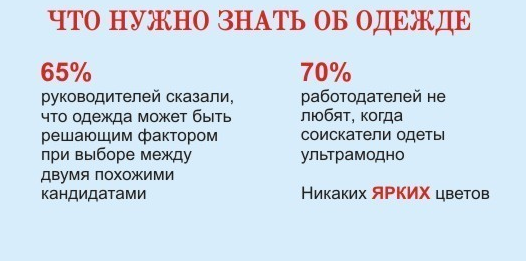 ЧТО НУЖНО ЗНАТЬ ОБ ОДЕЖДЕ
65%
руководителей сказали,
что одежда может быть
решающим фактором
при выборе между
двумя похожими
кандидатами
70%
работодателей не
любят, когда
соискатели одеты
ультрамодно
Никаких ЯРКИХ цветов